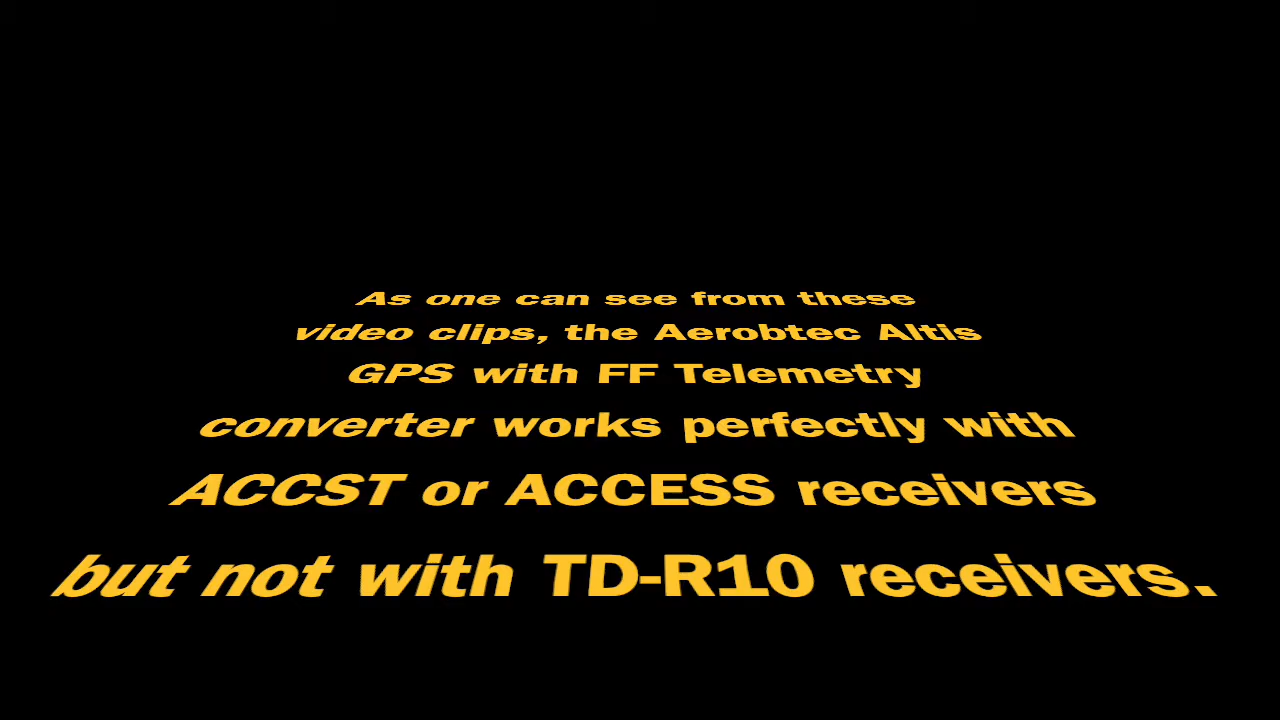 As one can see from these
video clips, the Aerobtec Altis
GPS with FF Telemetry
converter works perfectly with
ACCST or ACCESS receivers
but not with TD-R10 receivers.